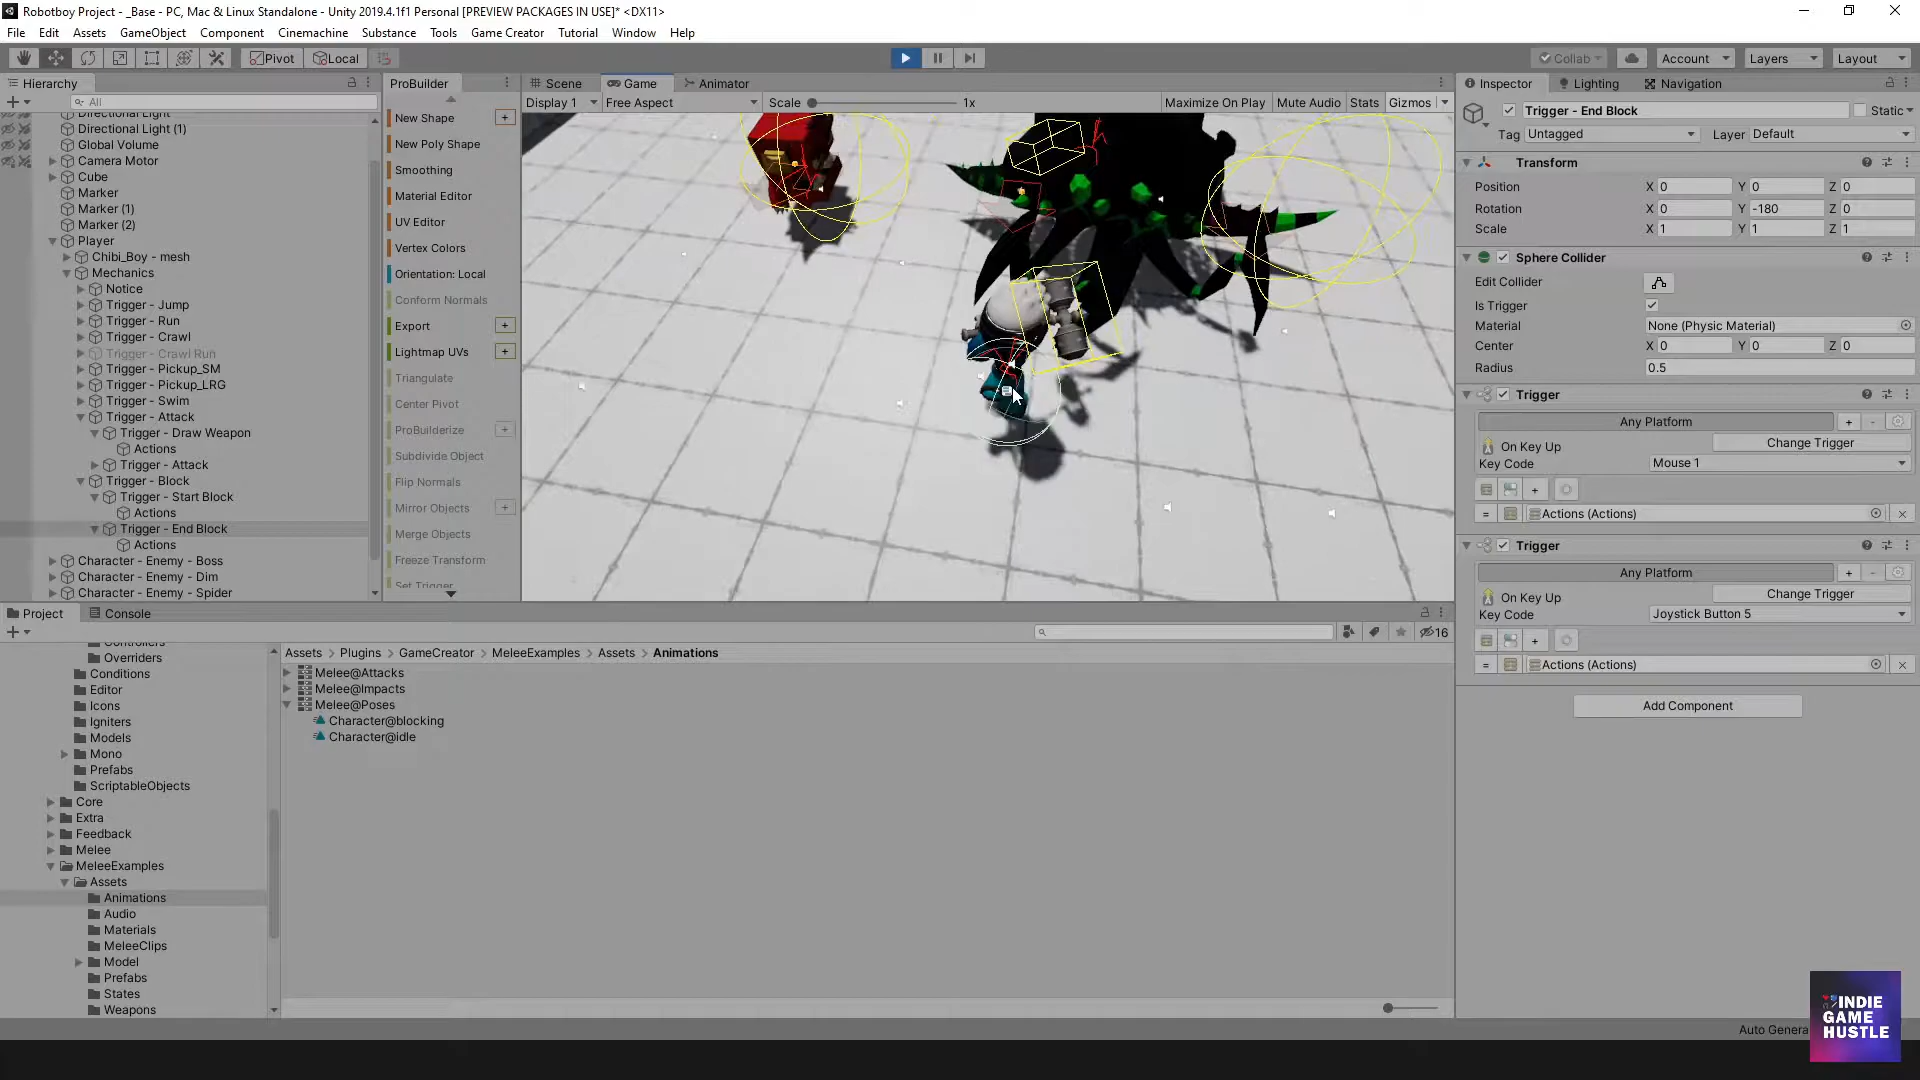 Robotboy Project - _Base - PC, Mac & Linux Standalone - Unity 2019.4.1f1 Personal [PREVIEW PACKAGES IN USE]* <DX11>
File Edit Assets GameObject Component Cinemachine Substance Tools Game Creator Tutorial Window Help
Pivot Local Collab Account Layers Layout
Hierarchy
All
Directional Light
Directional Light (1)
Global Volume
Camera Motor
Cube
Marker
Marker (1)
Marker (2)
Player
Chibi_Boy - mesh
Mechanics
Notice
Trigger - Jump
Trigger - Run
Trigger - Crawl
Trigger - Crawl Run
Trigger - Pickup_SM
Trigger - Pickup_LRG
Trigger - Swim
Trigger - Attack
Trigger - Draw Weapon
Actions
Trigger - Attack
Trigger - Block
Trigger - Start Block
Actions
Trigger - End Block
Actions
Character - Enemy - Boss
Character - Enemy - Dim
Character - Enemy - Spider
ProBuilder
New Shape +
New Poly Shape
Smoothing
Material Editor
UV Editor
Vertex Colors
Orientation: Local
Conform Normals
Export +
Lightmap UVs +
Triangulate
Center Pivot
ProBuilderize +
Subdivide Object
Flip Normals
Mirror Objects +
Merge Objects
Freeze Transform
Set Trigger
Scene Game Animator
Display 1 Free Aspect Scale 1x Maximize On Play Mute Audio Stats Gizmos
Inspector Lighting Navigation
Trigger - End Block Static
Tag Untagged Layer Default
Transform
Position X 0 Y 0 Z 0
Rotation X 0 Y -180 Z 0
Scale X 1 Y 1 Z 1
Sphere Collider
Edit Collider
Is Trigger
Material None (Physic Material)
Center X 0 Y 0 Z 0
Radius 0.5
Trigger
Any Platform + -
On Key Up Change Trigger
Key Code Mouse 1
+
= Actions (Actions)
Trigger
Any Platform + -
On Key Up Change Trigger
Key Code Joystick Button 5
+
= Actions (Actions)
Add Component
Project Console
16
Controllers
Overriders
Conditions
Editor
Icons
Igniters
Models
Mono
Prefabs
ScriptableObjects
Core
Extra
Feedback
Melee
MeleeExamples
Assets
Animations
Audio
Materials
MeleeClips
Model
Prefabs
States
Weapons
Assets > Plugins > GameCreator > MeleeExamples > Assets > Animations
Melee@Attacks
Melee@Impacts
Melee@Poses
Character@blocking
Character@idle
Auto Genera
INDIE
GAME
HUSTLE